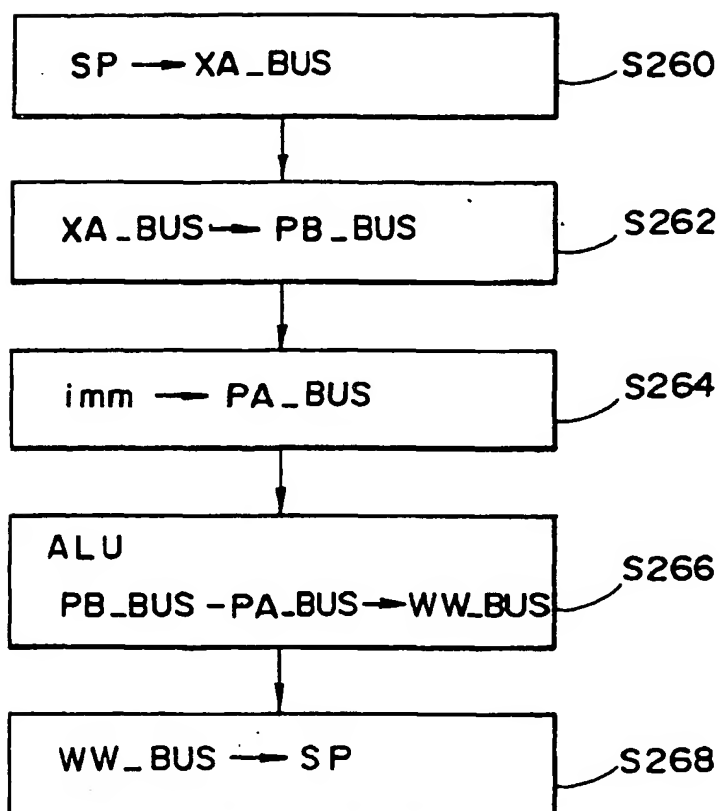 SP → XA_BUS
S260
XA_BUS → PB_BUS
S262
imm → PA_BUS
S264
ALU
PB_BUS - PA_BUS → WW_BUS
S266
WW_BUS → SP
S268